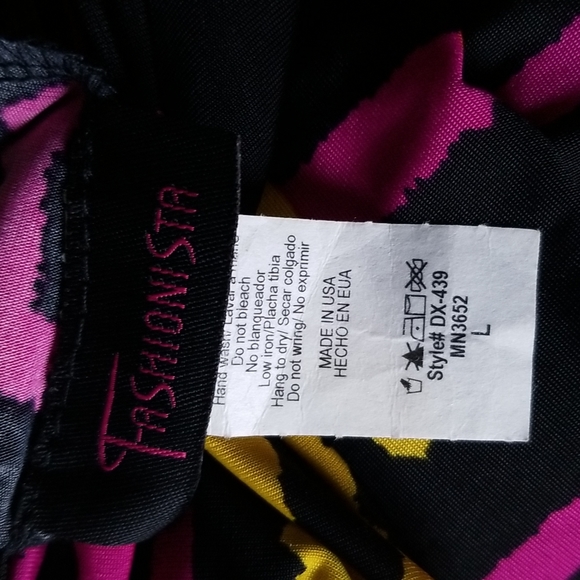 FASHIONISTA
Hand wash/ Lavar a mano
Do not bleach
No blanqueador
Low iron/Placha tibia
Hang to dry/ Secar colgado
Do not wring/ No exprimir
MADE IN USA
HECHO EN EUA
Style# DX-439
MN3652
L